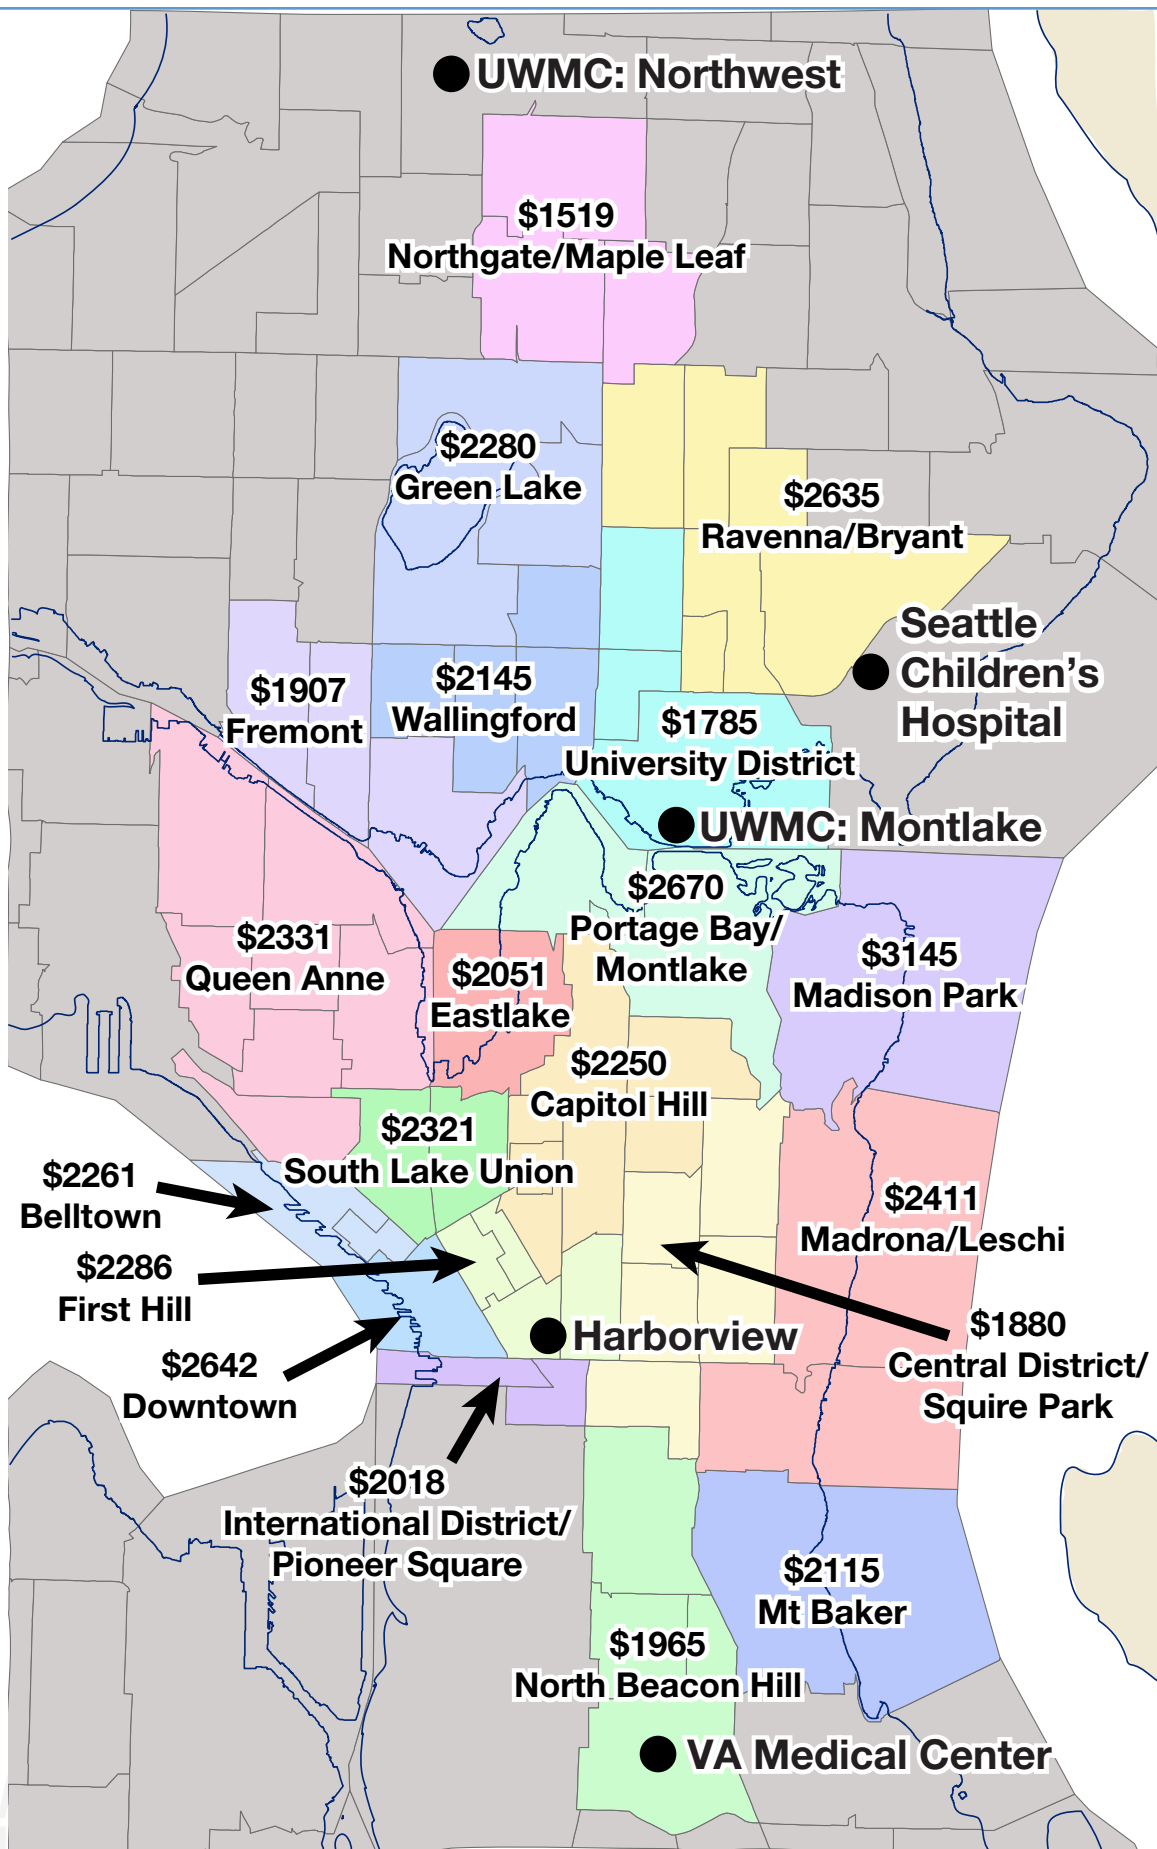 UWMC: Northwest
$1519
Northgate/Maple Leaf
$2280
Green Lake
$2635
Ravenna/Bryant
Seattle
Children's
Hospital
$1907
Fremont
$2145
Wallingford
$1785
University District
UWMC: Montlake
$2670
Portage Bay/
Montlake
$2331
Queen Anne
$2051
Eastlake
$3145
Madison Park
$2250
Capitol Hill
$2321
South Lake Union
$2261
Belltown
$2411
Madrona/Leschi
$2286
First Hill
Harborview
$1880
Central District/
Squire Park
$2642
Downtown
$2018
International District/
Pioneer Square
$2115
Mt Baker
$1965
North Beacon Hill
VA Medical Center